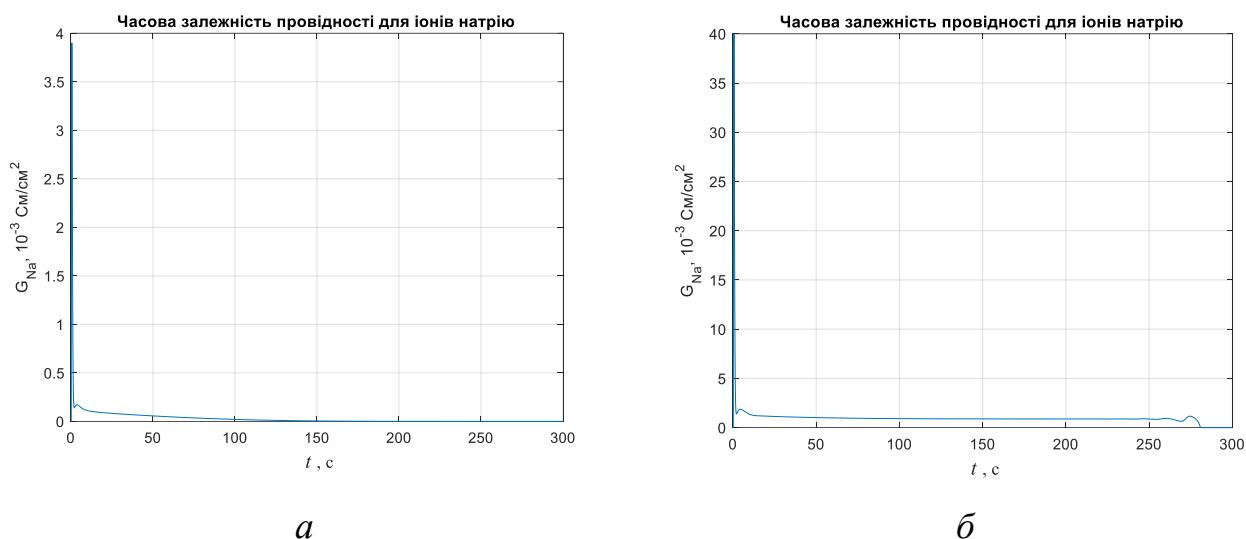 Часова залежність провідності для іонів натрію
4
3.5
3
2.5
2
1.5
1
0.5
0
G_Na, 10^-3 См/см^2
0 50 100 150 200 250 300
t , с
а
Часова залежність провідності для іонів натрію
40
35
30
25
20
15
10
5
0
G_Na, 10^-3 См/см^2
0 50 100 150 200 250 300
t , с
б